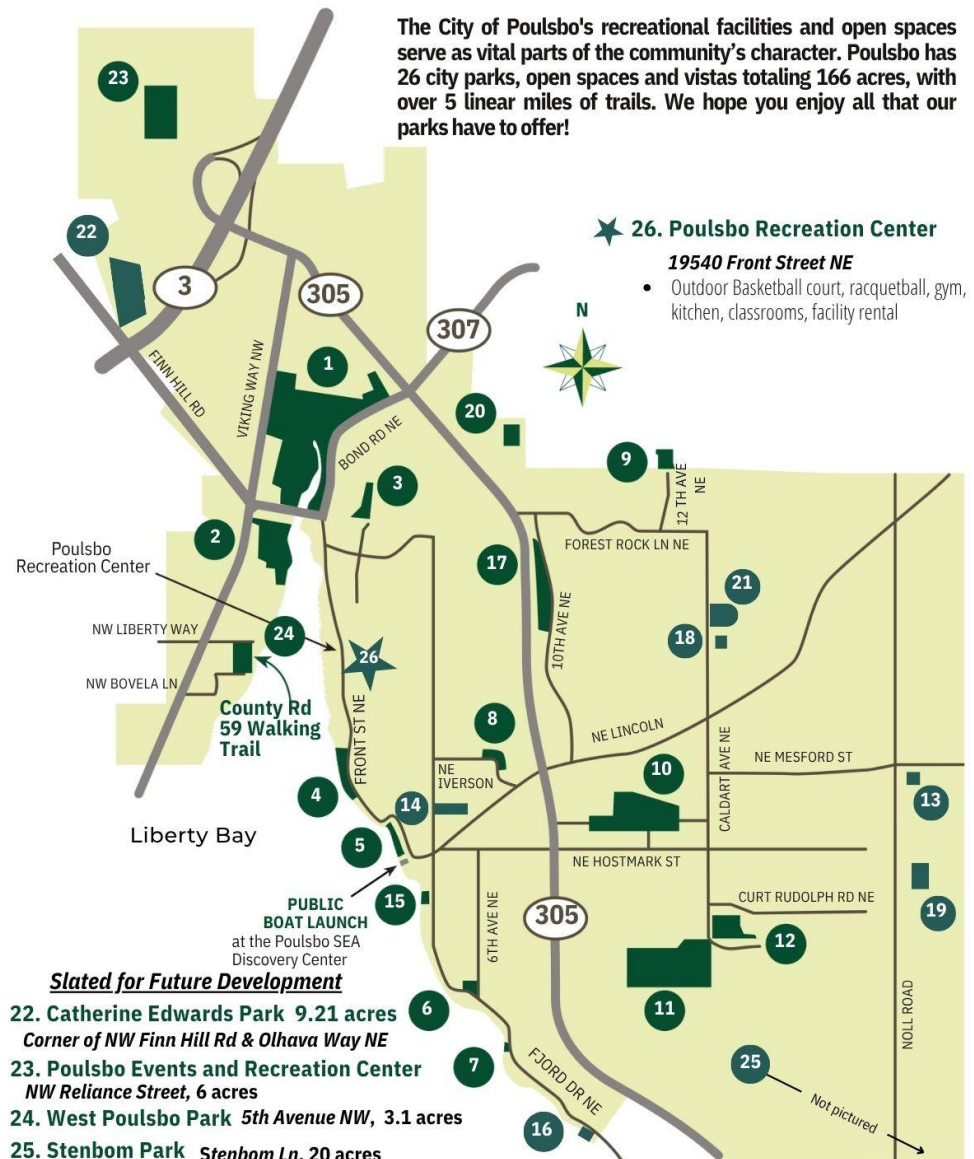 The City of Poulsbo's recreational facilities and open spaces
serve as vital parts of the community's character. Poulsbo has
26 city parks, open spaces and vistas totaling 166 acres, with
over 5 linear miles of trails. We hope you enjoy all that our
parks have to offer!
23
22
3
305
307
26. Poulsbo Recreation Center
19540 Front Street NE
• Outdoor Basketball court, racquetball, gym,
kitchen, classrooms, facility rental
N
FINN HILL RD
VIKING WAY NW
1
BOND RD NE
20
9
12 TH AVE
NE
3
2
Poulsbo
Recreation Center
17
FOREST ROCK LN NE
10TH AVE NE
21
18
NW LIBERTY WAY
24
26
NW BOVELA LN
County Rd
59 Walking
Trail
FRONT ST NE
8
NE LINCOLN
NE
IVERSON
10
CALDART AVE NE
NE MESFORD ST
4
14
13
Liberty Bay
5
NE HOSTMARK ST
PUBLIC
BOAT LAUNCH
at the Poulsbo SEA
Discovery Center
15
6TH AVE NE
305
CURT RUDOLPH RD NE
19
12
11
NOLL ROAD
6
7
FJORD DR NE
16
25
Not pictured
Slated for Future Development
22. Catherine Edwards Park 9.21 acres
Corner of NW Finn Hill Rd & Olhava Way NE
23. Poulsbo Events and Recreation Center
NW Reliance Street, 6 acres
24. West Poulsbo Park 5th Avenue NW, 3.1 acres
25. Stenbom Park Stenbom Ln, 20 acres